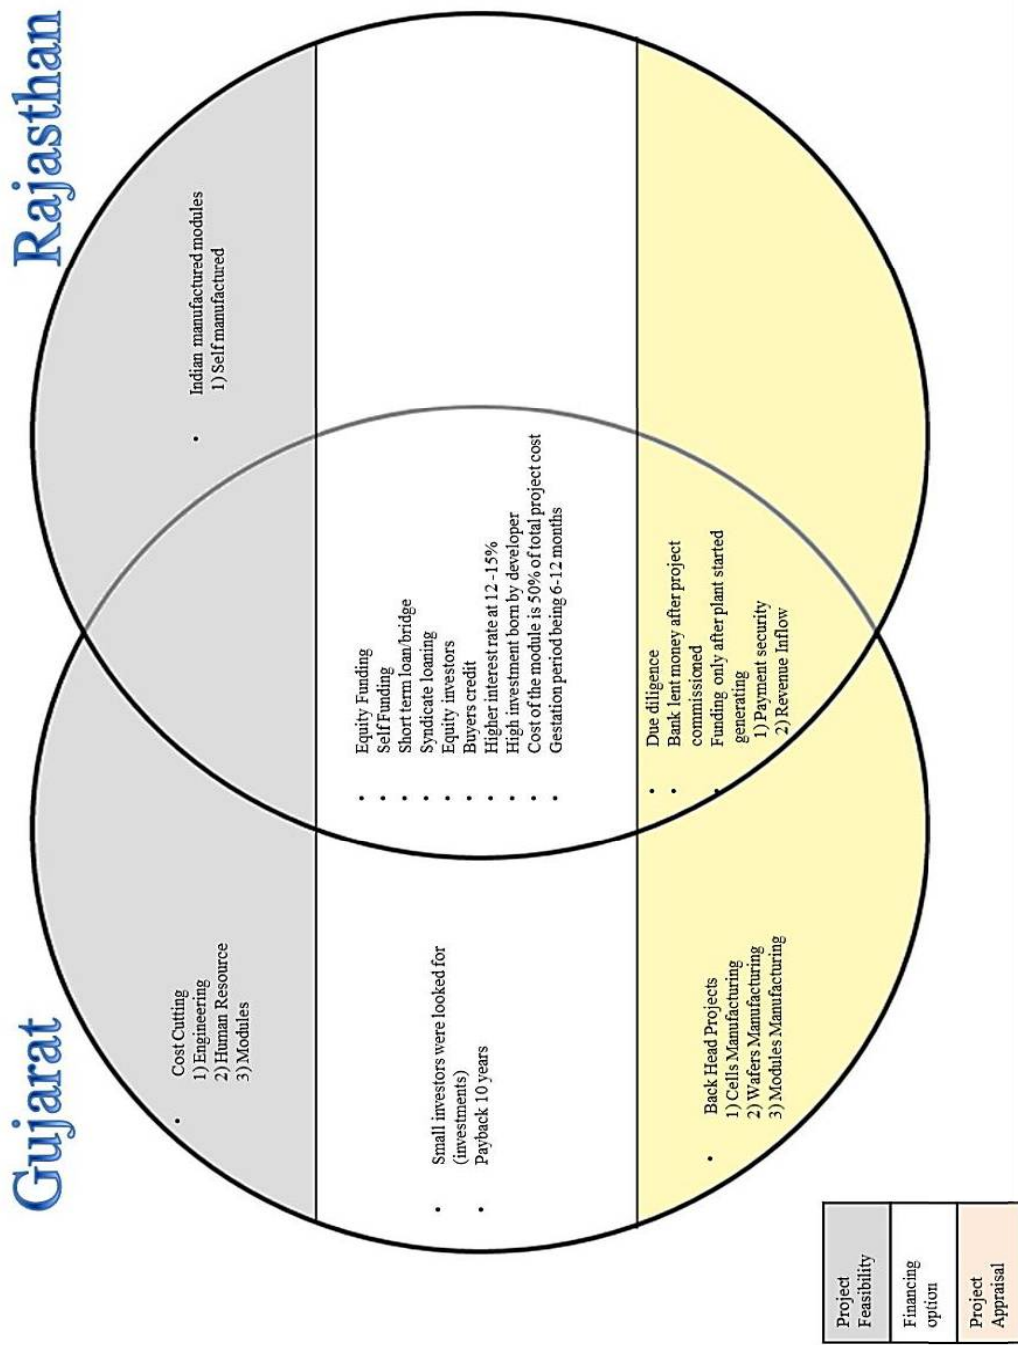 Gujarat
Rajasthan
• Cost Cutting
1) Engineering
2) Human Resource
3) Modules
• Indian manufactured modules
1) Self manufactured
• Small investors were looked for
(investments)
• Payback 10 years
• Equity Funding
• Self Funding
• Short term loan/bridge
• Syndicate loaning
• Equity investors
• Buyers credit
• Higher interest rate at 12 -15%
• High investment born by developer
• Cost of the module is 50% of total project cost
• Gestation period being 6-12 months
• Back Head Projects
1) Cells Manufacturing
2) Wafers Manufacturing
3) Modules Manufacturing
• Due diligence
• Bank lent money after project
commissioned
• Funding only after plant started
generating
1) Payment security
2) Revenue Inflow
Project
Feasibility
Financing
option
Project
Appraisal